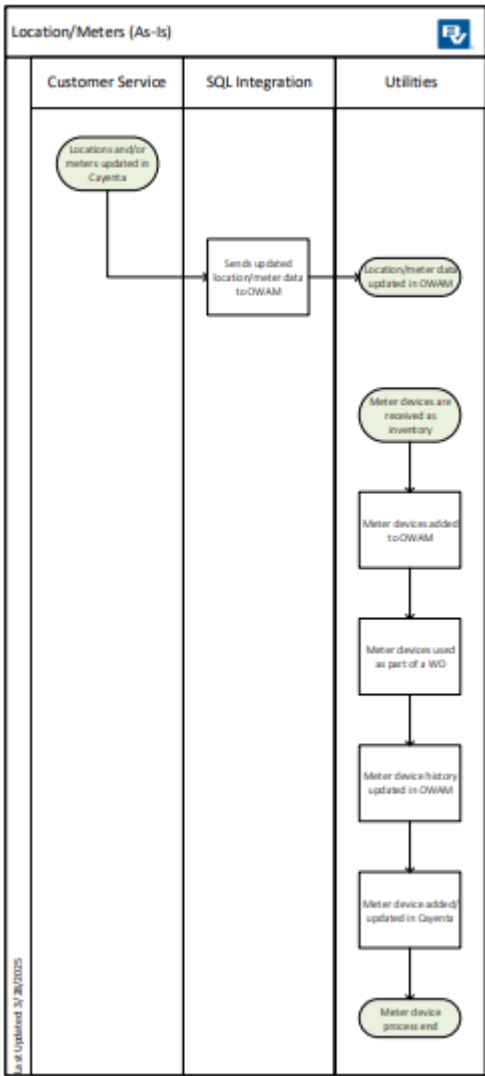 Location/Meters (As-Is)
BV
Customer Service
SQL Integration
Utilities
Locations and/or
meters updated in
Cayenta
Sends updated
location/meter data
to OWAM
Location/meter data
updated in OWAM
Meter devices are
received as
inventory
Meter devices added
to OWAM
Meter devices used
as part of a WO
Meter device history
updated in OWAM
Meter device added/
updated in Cayenta
Meter device
process end
Last Updated 3/28/2025